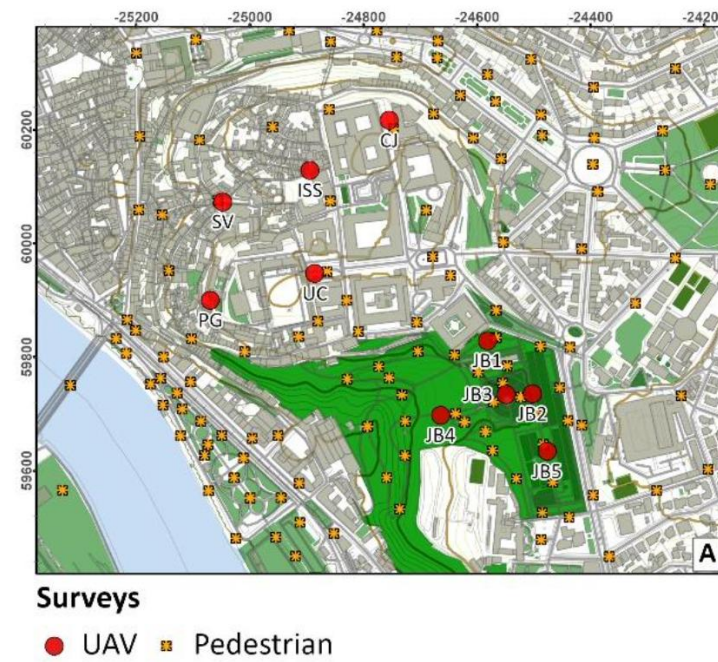 -25200 -25000 -24800 -24600 -24400 -2420
60200
60000
59800
59600
CJ
ISS
SV
UC
PG
JB1
JB3
JB2
JB4
JB5
A
Surveys
UAV Pedestrian